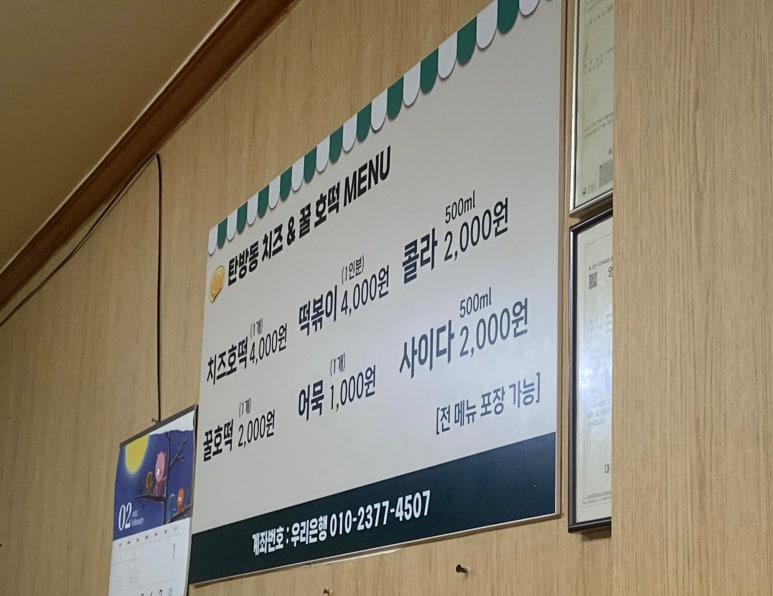 탄방동 치즈 & 꿀 호떡 MENU
치즈호떡 (1개) 4,000원
꿀호떡 (1개) 2,000원
떡볶이 (1인분) 4,000원
어묵 (1개) 1,000원
콜라 500ml 2,000원
사이다 500ml 2,000원
[전 메뉴 포장 가능]
계좌번호 : 우리은행 010-2377-4507
02
February